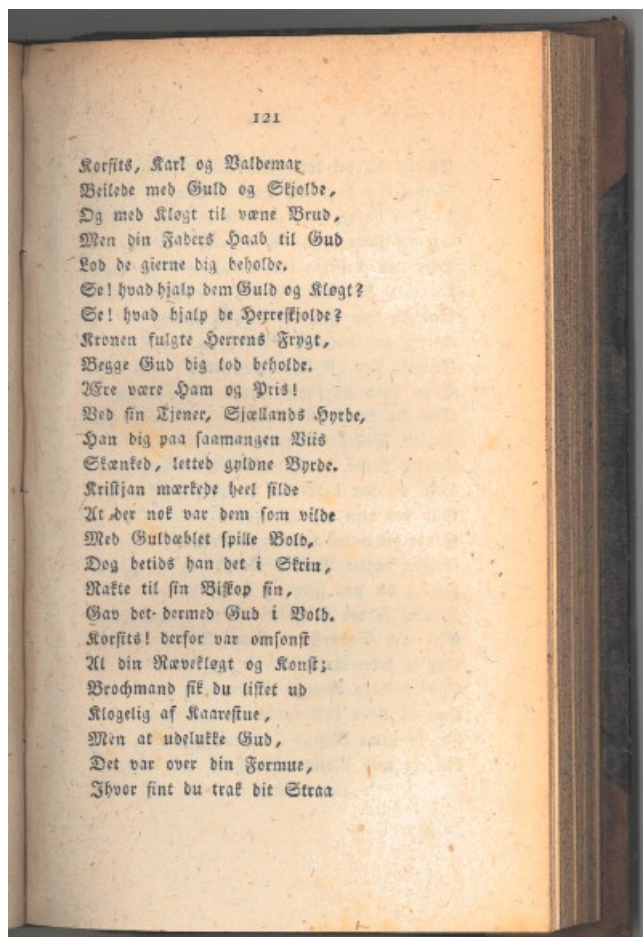 121
Korfits, Karl og Valdemar
Beilede med Guld og Skjolde,
Og med Kløgt til væne Brud,
Men din Faders Haab til Gud
Lod de gierne dig beholde.
Se! hvad hjalp dem Guld og Kløgt?
Se! hvad hjalp de Herreskjolde?
Kronen fulgte Herrens Frygt,
Begge Gud dig lod beholde.
Ære være Ham og Pris!
Ved sin Tjener, Sjællands Hyrde,
Han dig paa saamangen Viis
Skænked, letted gyldne Byrde.
Kristjan mærkede heel silde
At der nok var dem som vilde
Med Guldæblet spille Bold,
Dog betids han det i Skrin,
Rakte til sin Biskop fin,
Gav det dermed Gud i Vold.
Korfits! derfor var omsonst
Al din Rævekløgt og Konst;
Brochmand fik du listet ud
Klogelig af Kaarestue,
Men at udelukke Gud,
Det var over din Formue,
Ihvor fint du trak dit Straa